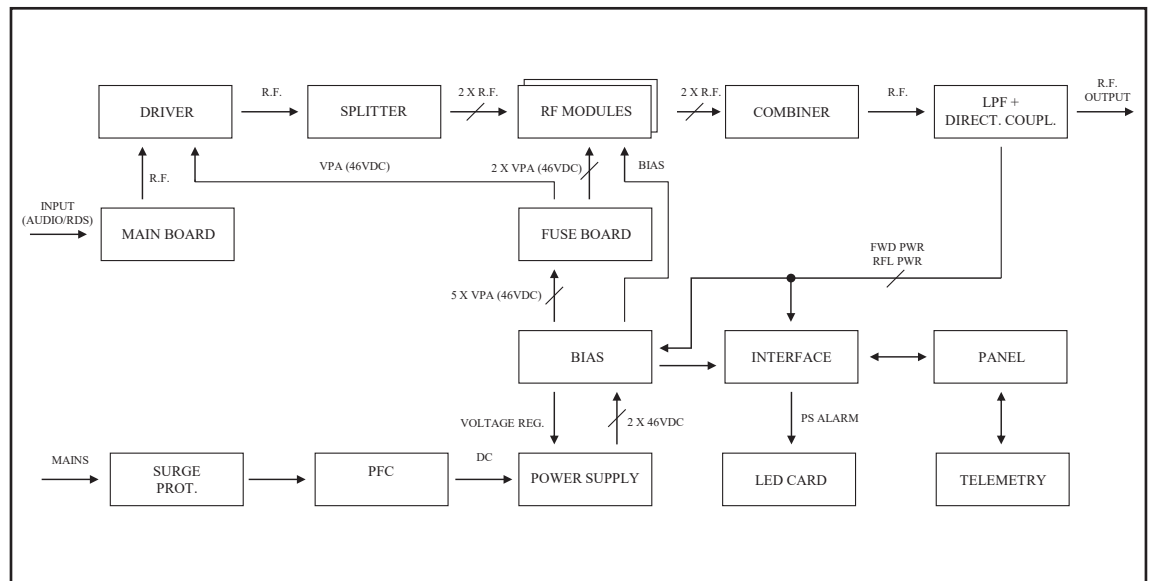 R.F.
2 X R.F.
2 X R.F.
R.F.
R.F.
OUTPUT
DRIVER
SPLITTER
RF MODULES
COMBINER
LPF +
DIRECT. COUPL.
VPA (46VDC)
2 X VPA (46VDC)
BIAS
R.F.
INPUT
(AUDIO/RDS)
MAIN BOARD
FUSE BOARD
FWD PWR
RFL PWR
5 X VPA (46VDC)
BIAS
INTERFACE
PANEL
VOLTAGE REG.
2 X 46VDC
PS ALARM
MAINS
SURGE
PROT.
PFC
DC
POWER SUPPLY
LED CARD
TELEMETRY